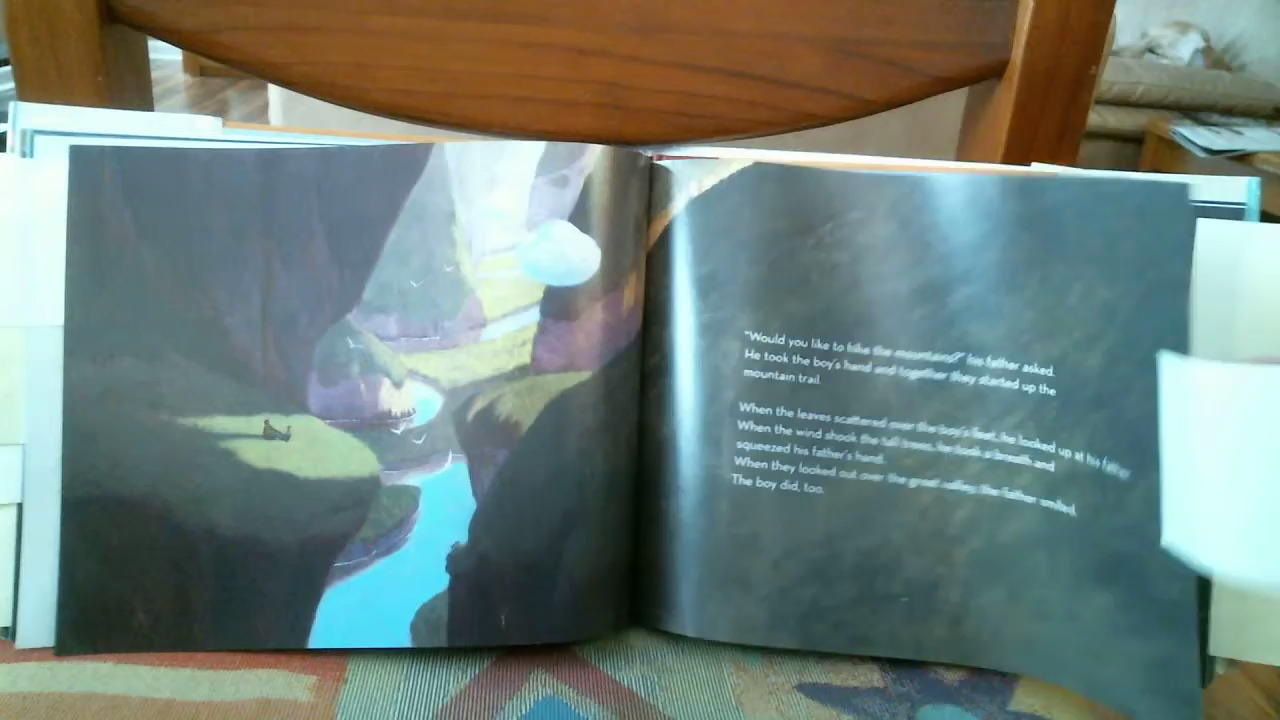 "Would you like to hike the mountains?" his father asked.
He took the boy's hand and together they started up the
mountain trail.
When the leaves scattered over the boy's feet, he looked up at his father.
When the wind shook the tall trees, he took a breath and
squeezed his father's hand.
When they looked out over the great valley, the father smiled.
The boy did, too.